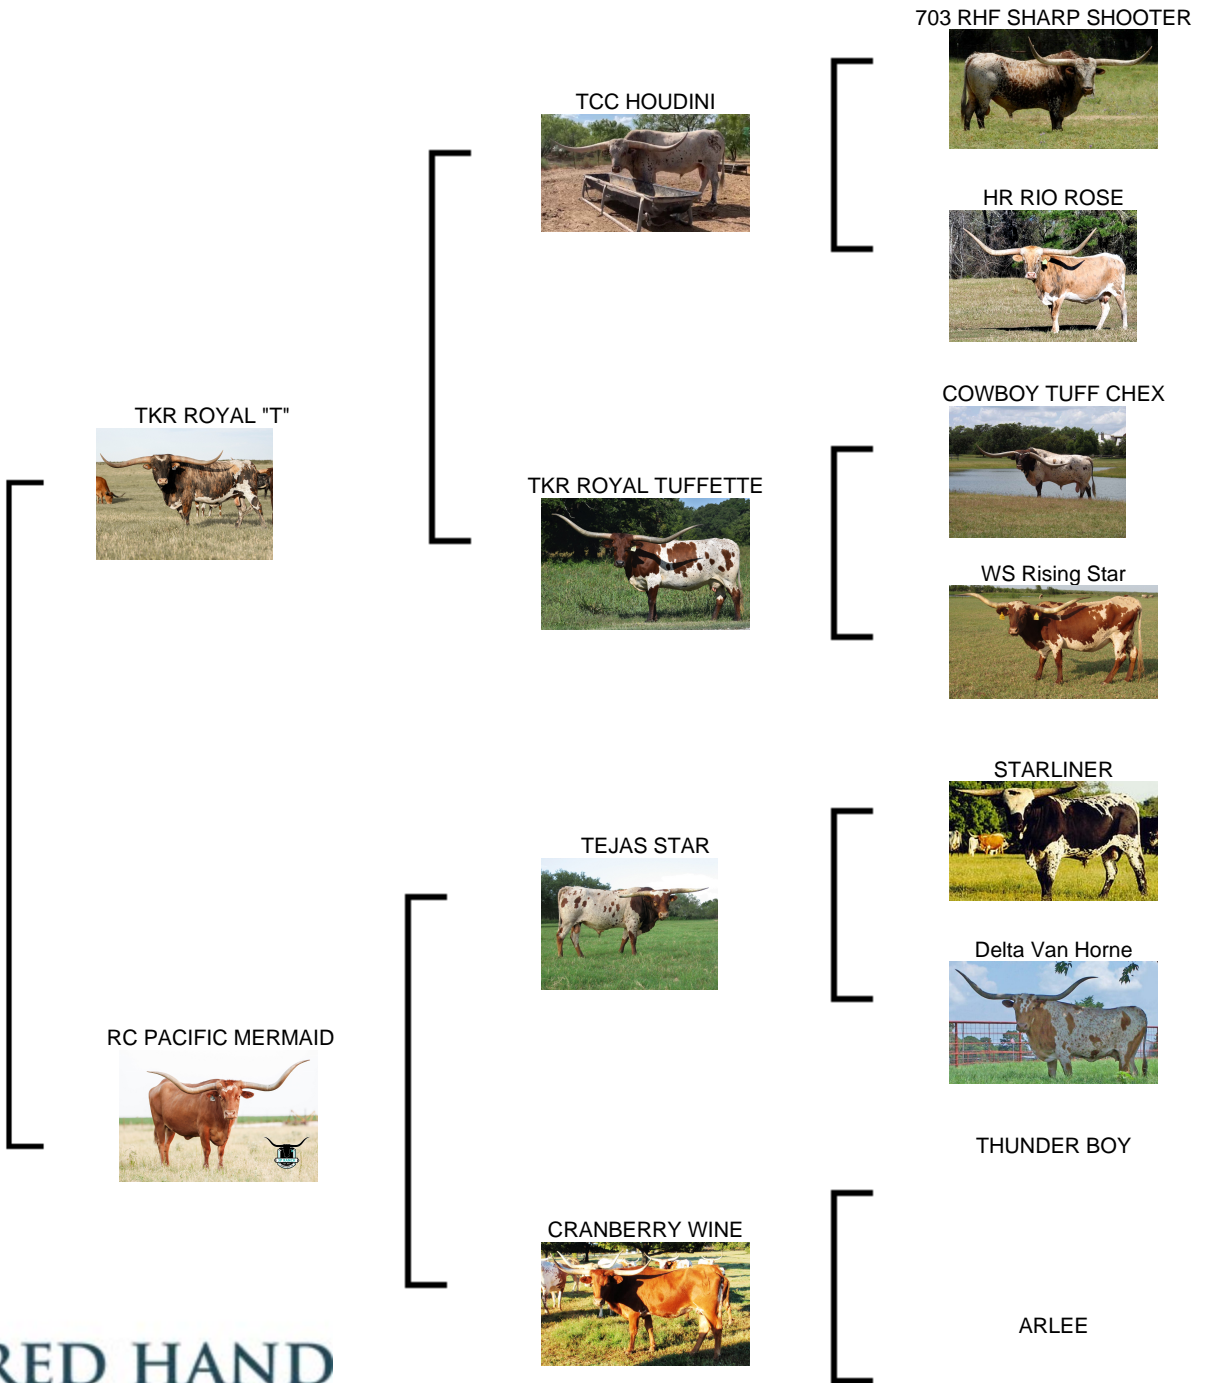 703 RHF SHARP SHOOTER
TCC HOUDINI
HR RIO ROSE
COWBOY TUFF CHEX
TKR ROYAL "T"
TKR ROYAL TUFFETTE
WS Rising Star
STARLINER
TEJAS STAR
Delta Van Horne
RC PACIFIC MERMAID
THUNDER BOY
CRANBERRY WINE
ARLEE
RED HAND